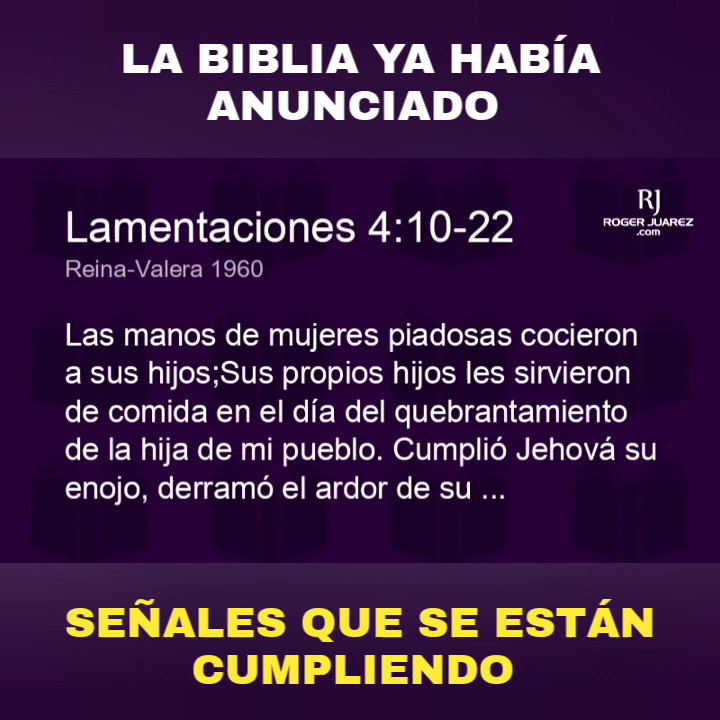 LA BIBLIA YA HABÍA
ANUNCIADO
RJ
ROGER JUAREZ
.com
Lamentaciones 4:10-22
Reina-Valera 1960
Las manos de mujeres piadosas cocieron
a sus hijos;Sus propios hijos les sirvieron
de comida en el día del quebrantamiento
de la hija de mi pueblo. Cumplió Jehová su
enojo, derramó el ardor de su ...
SEÑALES QUE SE ESTÁN
CUMPLIENDO